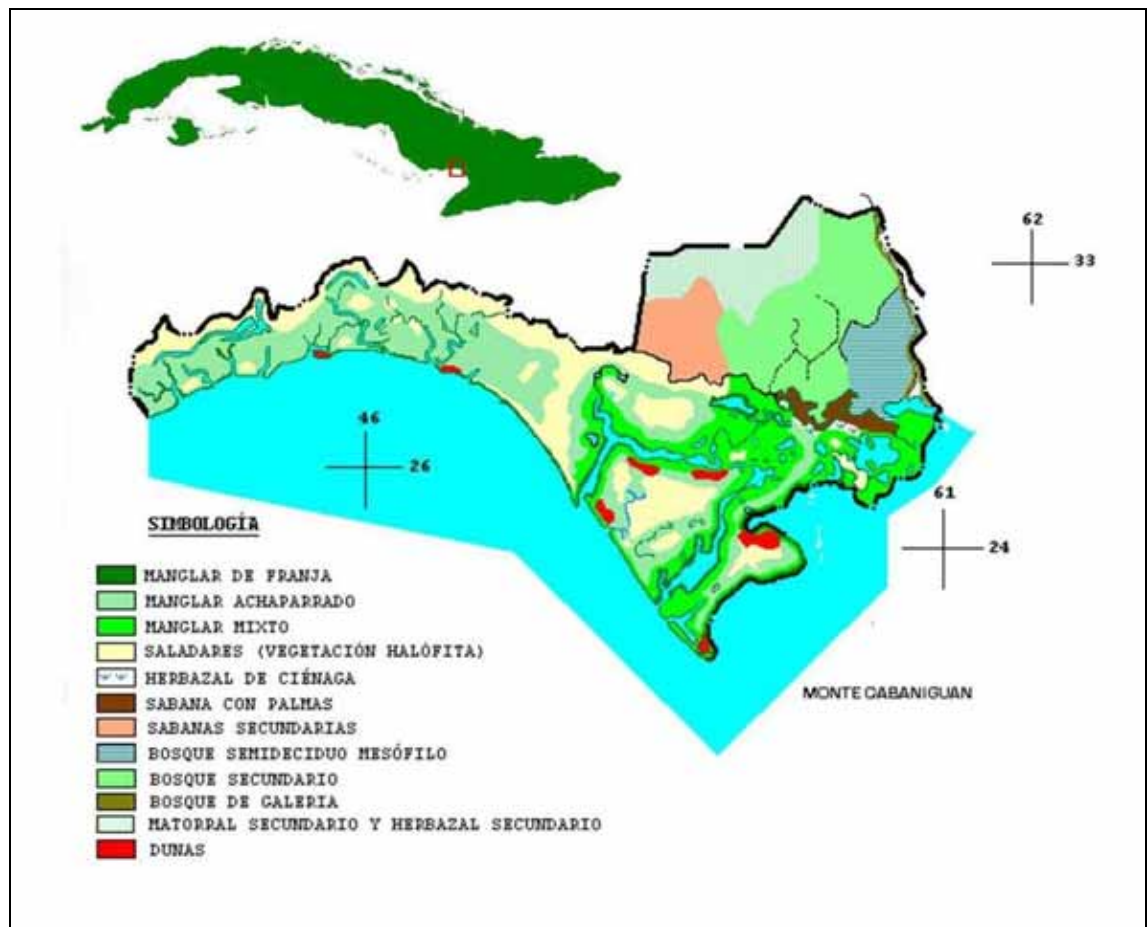 62
33
46
26
61
24
SIMBOLOGÍA
MANGLAR DE FRANJA
MANGLAR ACHAPARRADO
MANGLAR MIXTO
SALADARES (VEGETACIÓN HALÓFITA)
HERBAZAL DE CIÉNAGA
SABANA CON PALMAS
SABANAS SECUNDARIAS
BOSQUE SEMIDECIDUO MESÓFILO
BOSQUE SECUNDARIO
BOSQUE DE GALERIA
MATORRAL SECUNDARIO Y HERBAZAL SECUNDARIO
DUNAS
MONTE CABANIGUAN